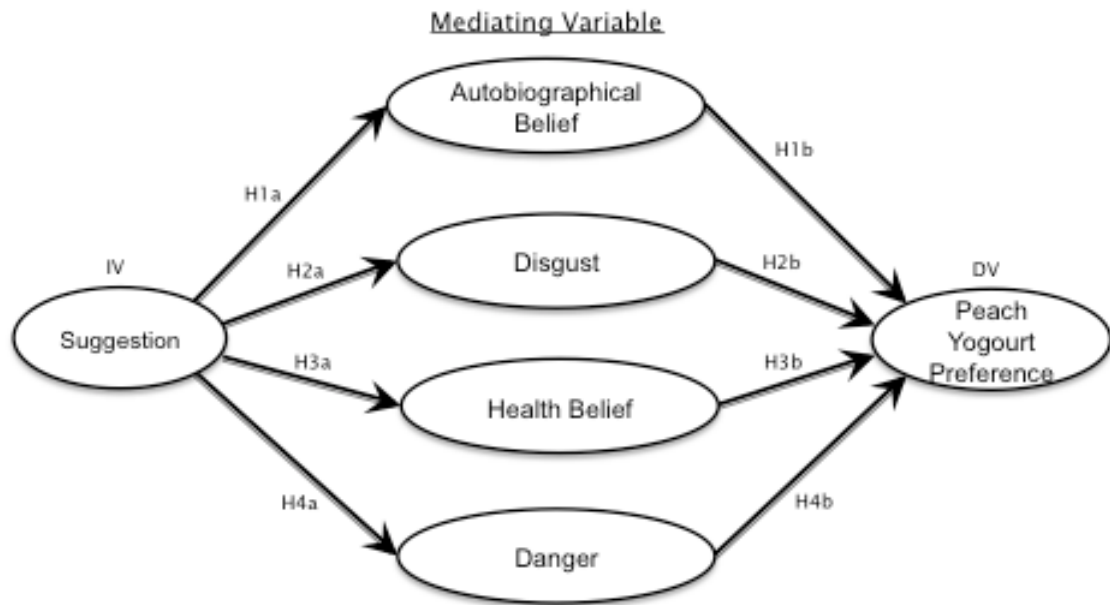 Mediating Variable
Autobiographical
Belief
H1a
H1b
Disgust
IV
H2a
H2b
DV
Suggestion
Peach
Yogourt
Preference
H3a
H3b
Health Belief
H4a
H4b
Danger